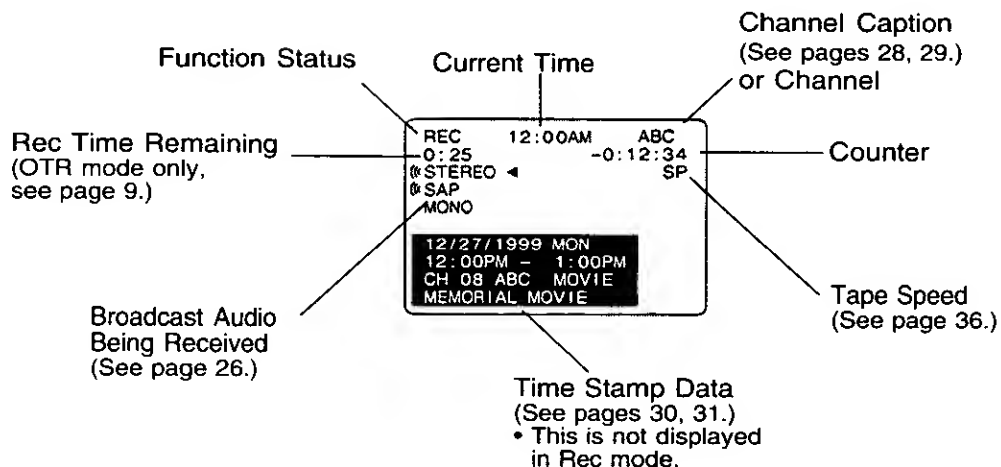 Channel Caption
(See pages 28, 29.)
or Channel
Function Status
Current Time
Rec Time Remaining
(OTR mode only,
see page 9.)
REC 12:00AM ABC
0:25 -0:12:34
STEREO ◄ SP
SAP
MONO
Counter
12/27/1999 MON
12:00PM - 1:00PM
CH 08 ABC MOVIE
MEMORIAL MOVIE
Broadcast Audio
Being Received
(See page 26.)
Tape Speed
(See page 36.)
Time Stamp Data
(See pages 30, 31.)
• This is not displayed
in Rec mode.